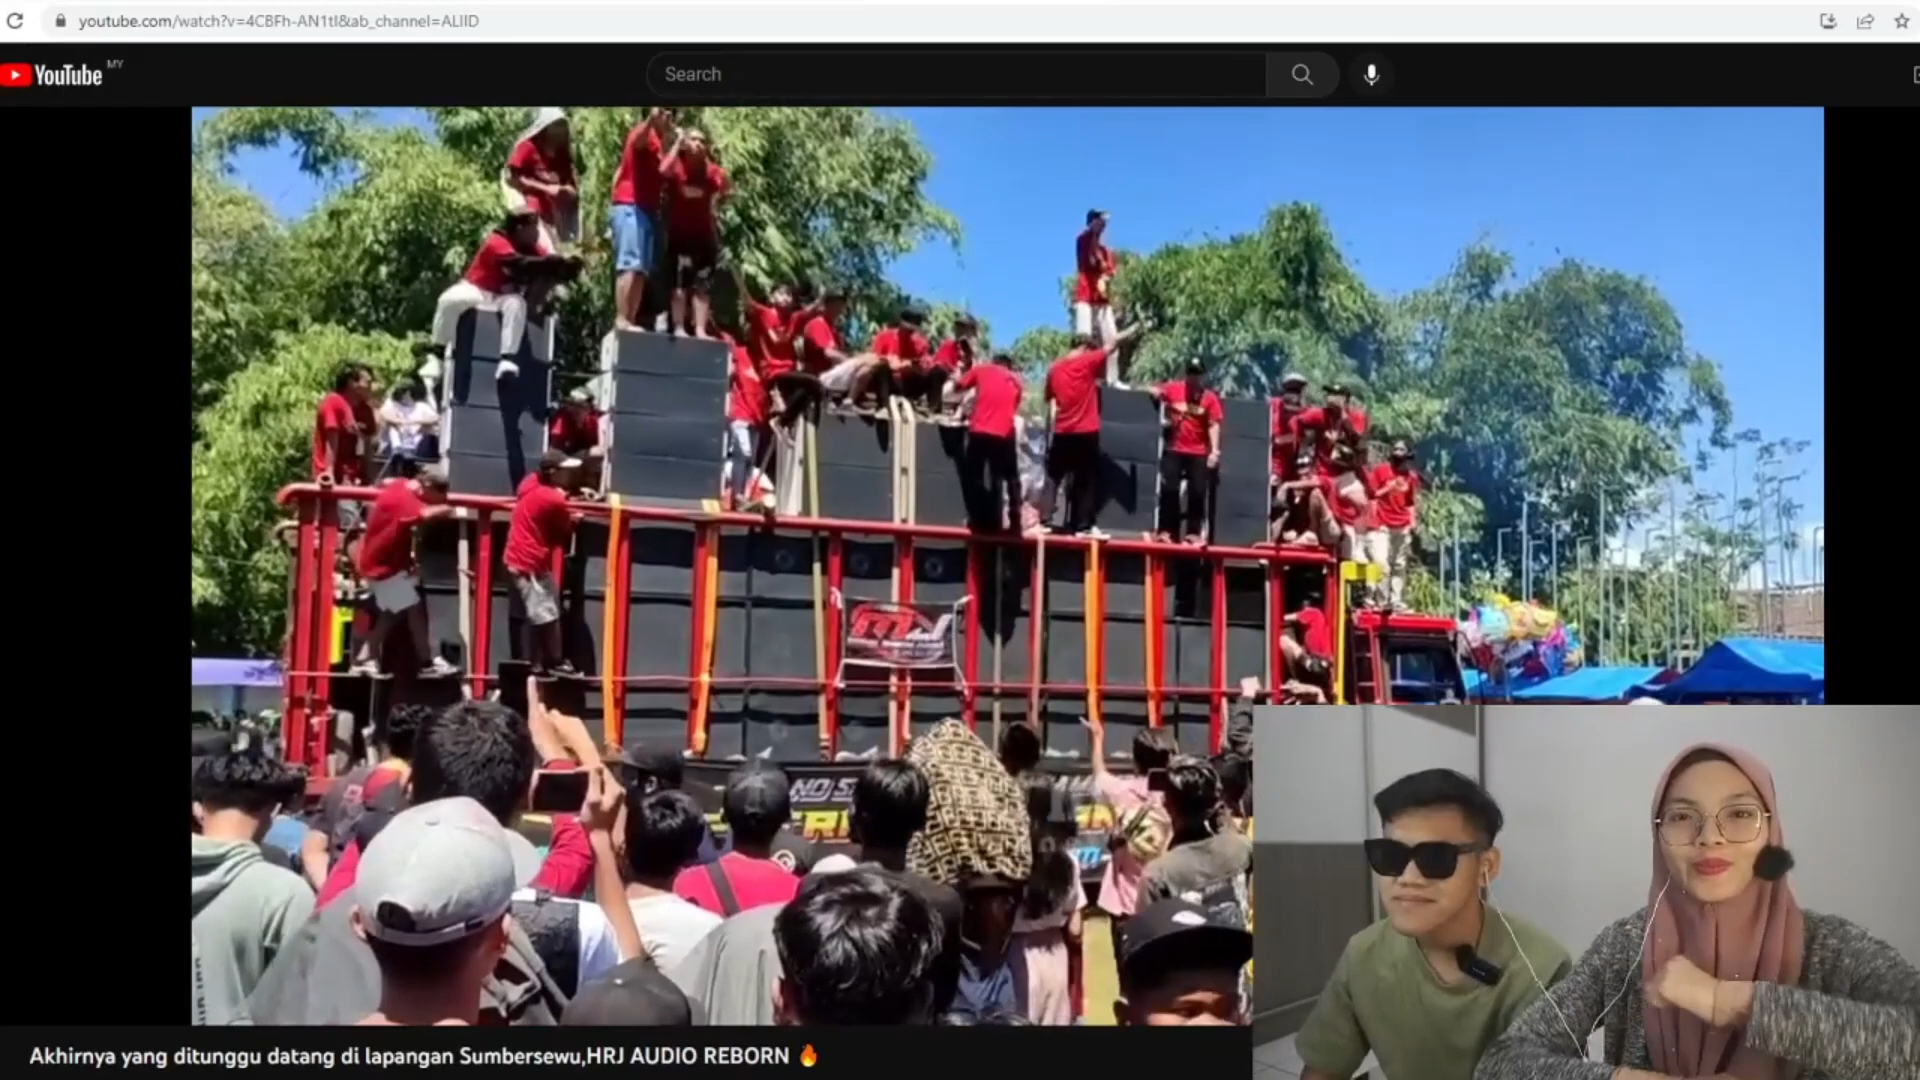 youtube.com/watch?v=4CBFh-AN1tI&ab_channel=ALIID
YouTube MY
Search
NO
Akhirnya yang ditunggu datang di lapangan Sumbersewu,HRJ AUDIO REBORN 🔥